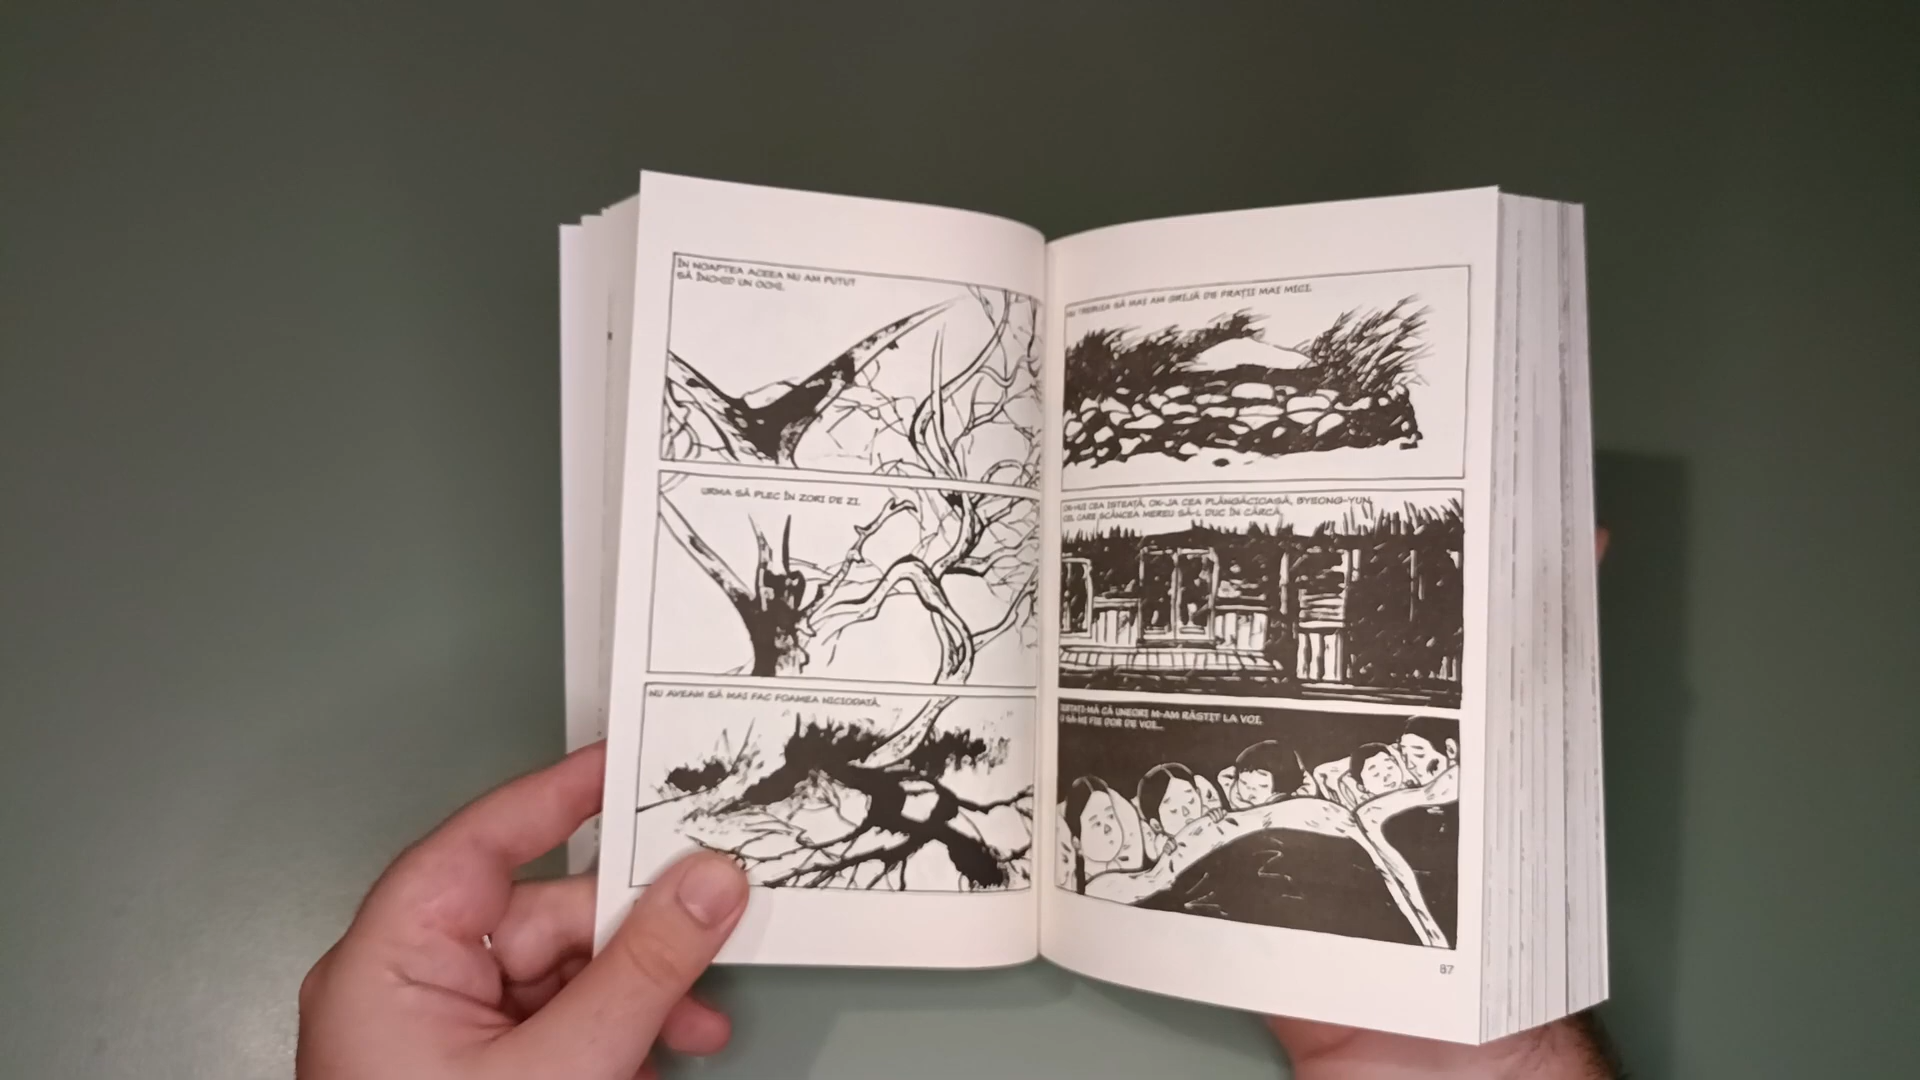 ÎN NOAPTEA ACEEA NU AM PUTUT
SĂ ÎNCHID UN OCHI.
URMA SĂ PLEC ÎN ZORI DE ZI.
NU AVEAM SĂ MAI FAC FOAMEA NICIODATĂ.
NU TREBUIA SĂ MAI AM GRIJĂ DE FRAȚII MAI MICI.
OK-HUI CEA ISTEAȚĂ, OK-JA CEA PLÂNGĂCIOASĂ, BYEONG-YUN,
CEL CARE SCÂNCEA MEREU SĂ-L DUC ÎN CÂRCĂ.
CĂ UNEORI M-AM RĂSTIT LA VOI.
O SĂ-MI FIE DOR DE VOI...
87